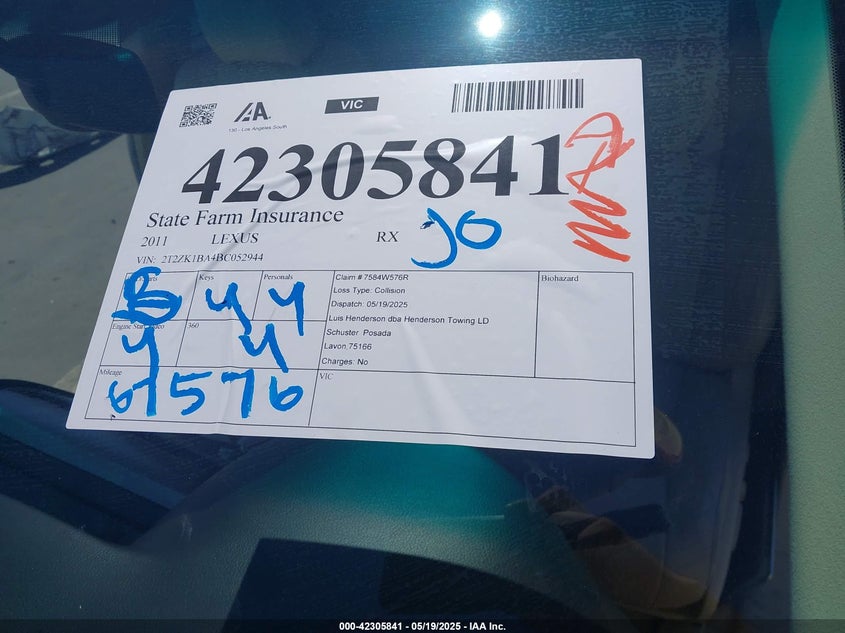 IAA.
VIC
130 - Los Angeles South
42305841
State Farm Insurance
2011 LEXUS RX JO
VIN: 2T2ZK1BA4BC052944
Keys Personals
B Y Y
Claim # 7584W576R
Loss Type: Collision
Dispatch: 05/19/2025
Luis Henderson dba Henderson Towing LD
Schuster Posada
Lavon,75166
Charges: No
Biohazard
Engine Start 360
Y Y
Mileage
67576
VIC
000-42305841 - 05/19/2025 - IAA Inc.